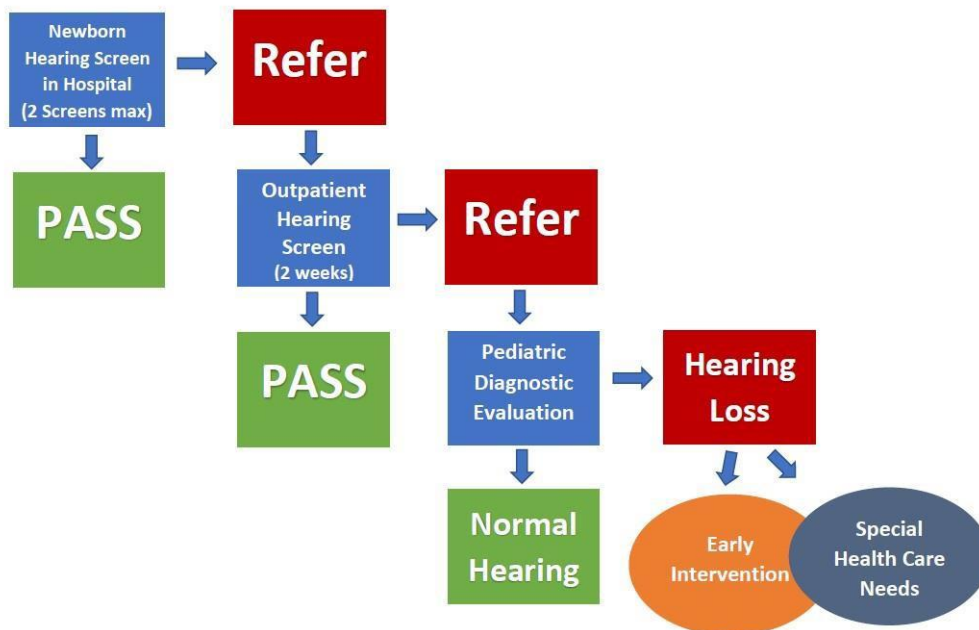 Newborn
Hearing Screen
in Hospital
(2 Screens max)
Refer
PASS
Outpatient
Hearing
Screen
(2 weeks)
Refer
PASS
Pediatric
Diagnostic
Evaluation
Hearing
Loss
Normal
Hearing
Early
Intervention
Special
Health Care
Needs